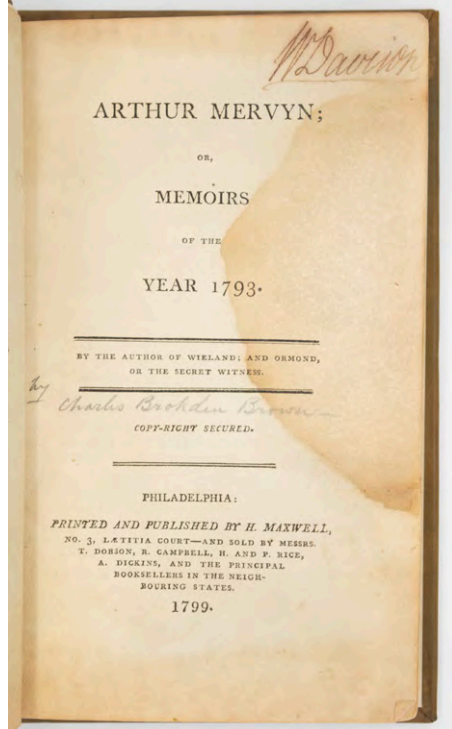 W Davison
ARTHUR MERVYN;
OR,
MEMOIRS
OF THE
YEAR 1793.
BY THE AUTHOR OF WIELAND; AND ORMOND,
OR THE SECRET WITNESS.
by
Charles Brokden Brown—
COPY-RIGHT SECURED.
PHILADELPHIA:
PRINTED AND PUBLISHED BY H. MAXWELL,
NO. 3, LÆTITIA COURT—AND SOLD BY MESSRS.
T. DOBSON, R. CAMPBELL, H. AND P. RICE,
A. DICKINS, AND THE PRINCIPAL
BOOKSELLERS IN THE NEIGH-
BOURING STATES.
1799.